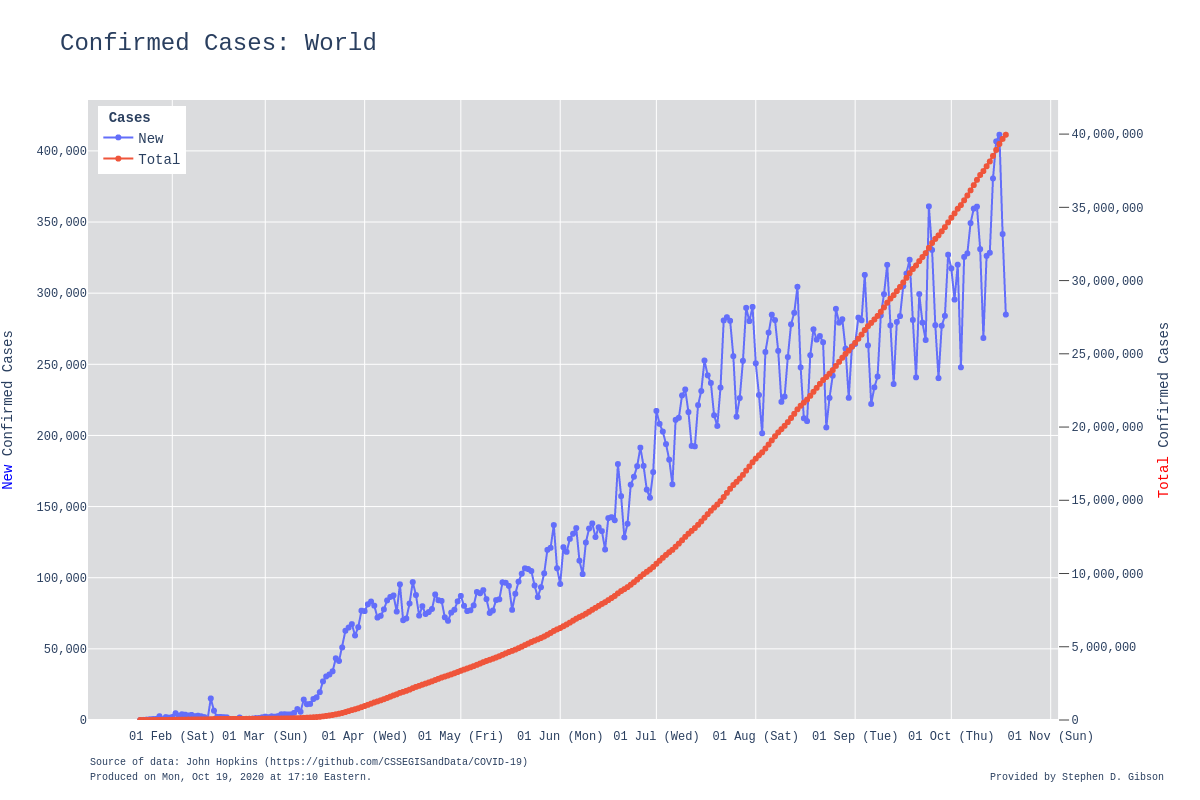 Confirmed Cases: World
Cases
New
Total
400,000
350,000
300,000
250,000
200,000
150,000
100,000
50,000
0
New Confirmed Cases
40,000,000
35,000,000
30,000,000
25,000,000
20,000,000
15,000,000
10,000,000
5,000,000
0
Total Confirmed Cases
01 Feb (Sat) 01 Mar (Sun) 01 Apr (Wed) 01 May (Fri) 01 Jun (Mon) 01 Jul (Wed) 01 Aug (Sat) 01 Sep (Tue) 01 Oct (Thu) 01 Nov (Sun)
Source of data: John Hopkins (https://github.com/CSSEGISandData/COVID-19)
Produced on Mon, Oct 19, 2020 at 17:10 Eastern.
Provided by Stephen D. Gibson